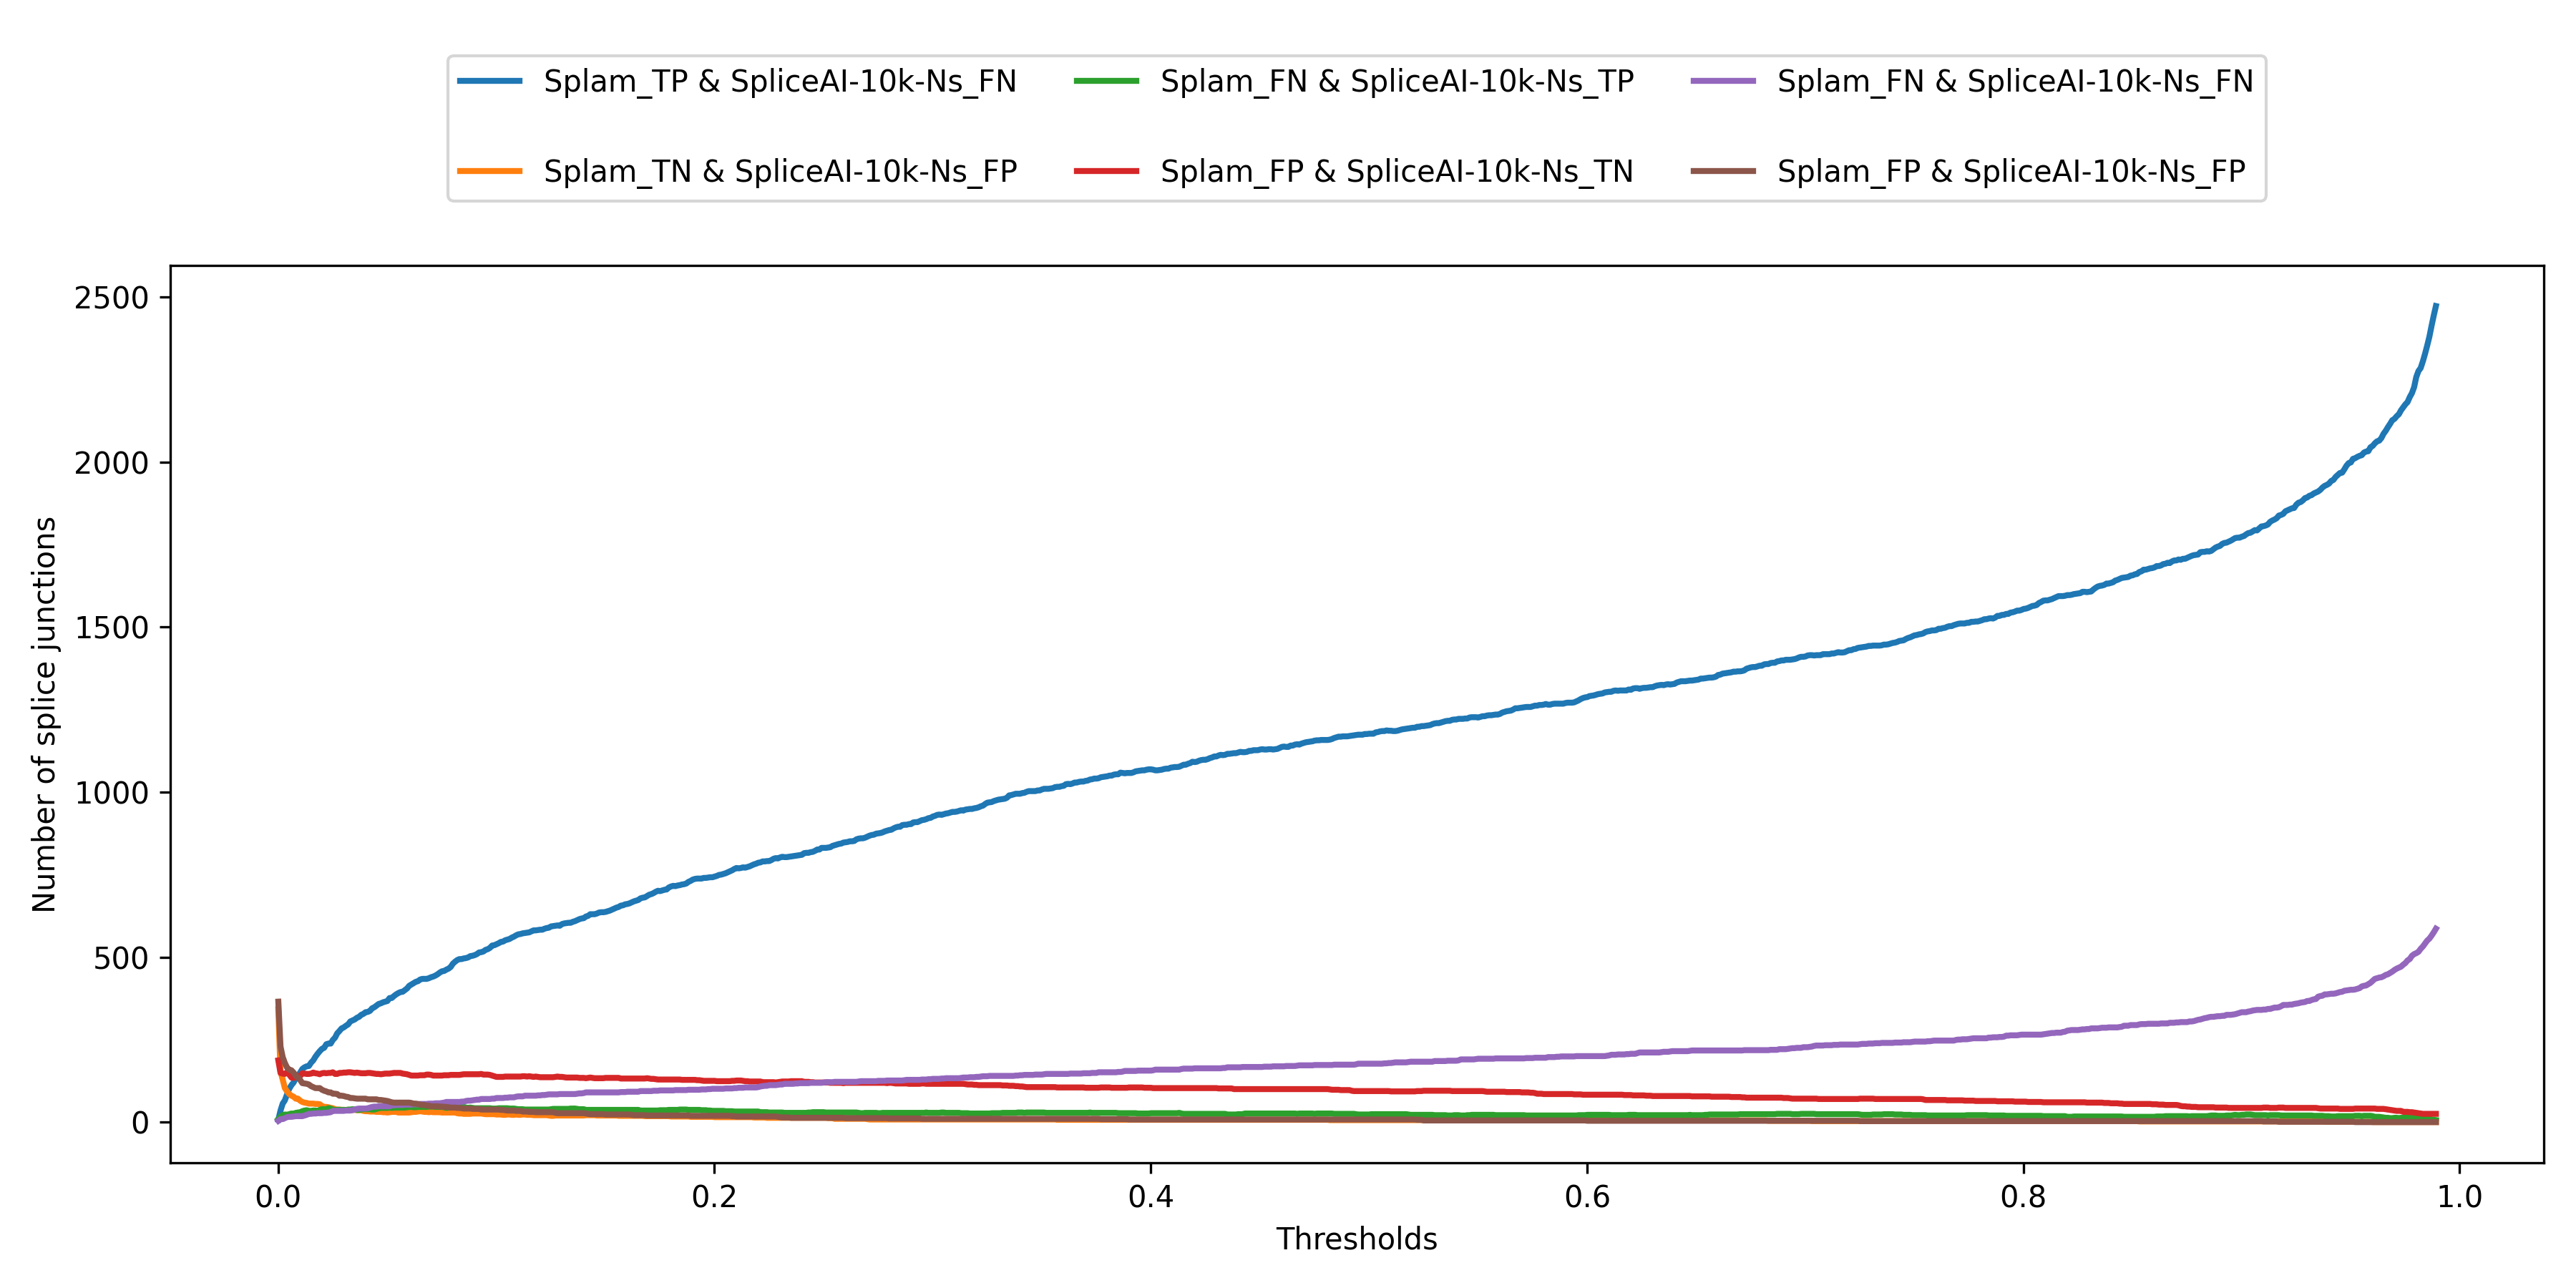 Splam_TP & SpliceAI-10k-Ns_FN
Splam_FN & SpliceAI-10k-Ns_TP
Splam_FN & SpliceAI-10k-Ns_FN
Splam_TN & SpliceAI-10k-Ns_FP
Splam_FP & SpliceAI-10k-Ns_TN
Splam_FP & SpliceAI-10k-Ns_FP
Number of splice junctions
2500
2000
1500
1000
500
0
0.0
0.2
0.4
0.6
0.8
1.0
Thresholds